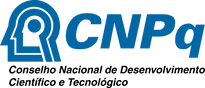 CNPq
Conselho Nacional de Desenvolvimento
Científico e Tecnológico